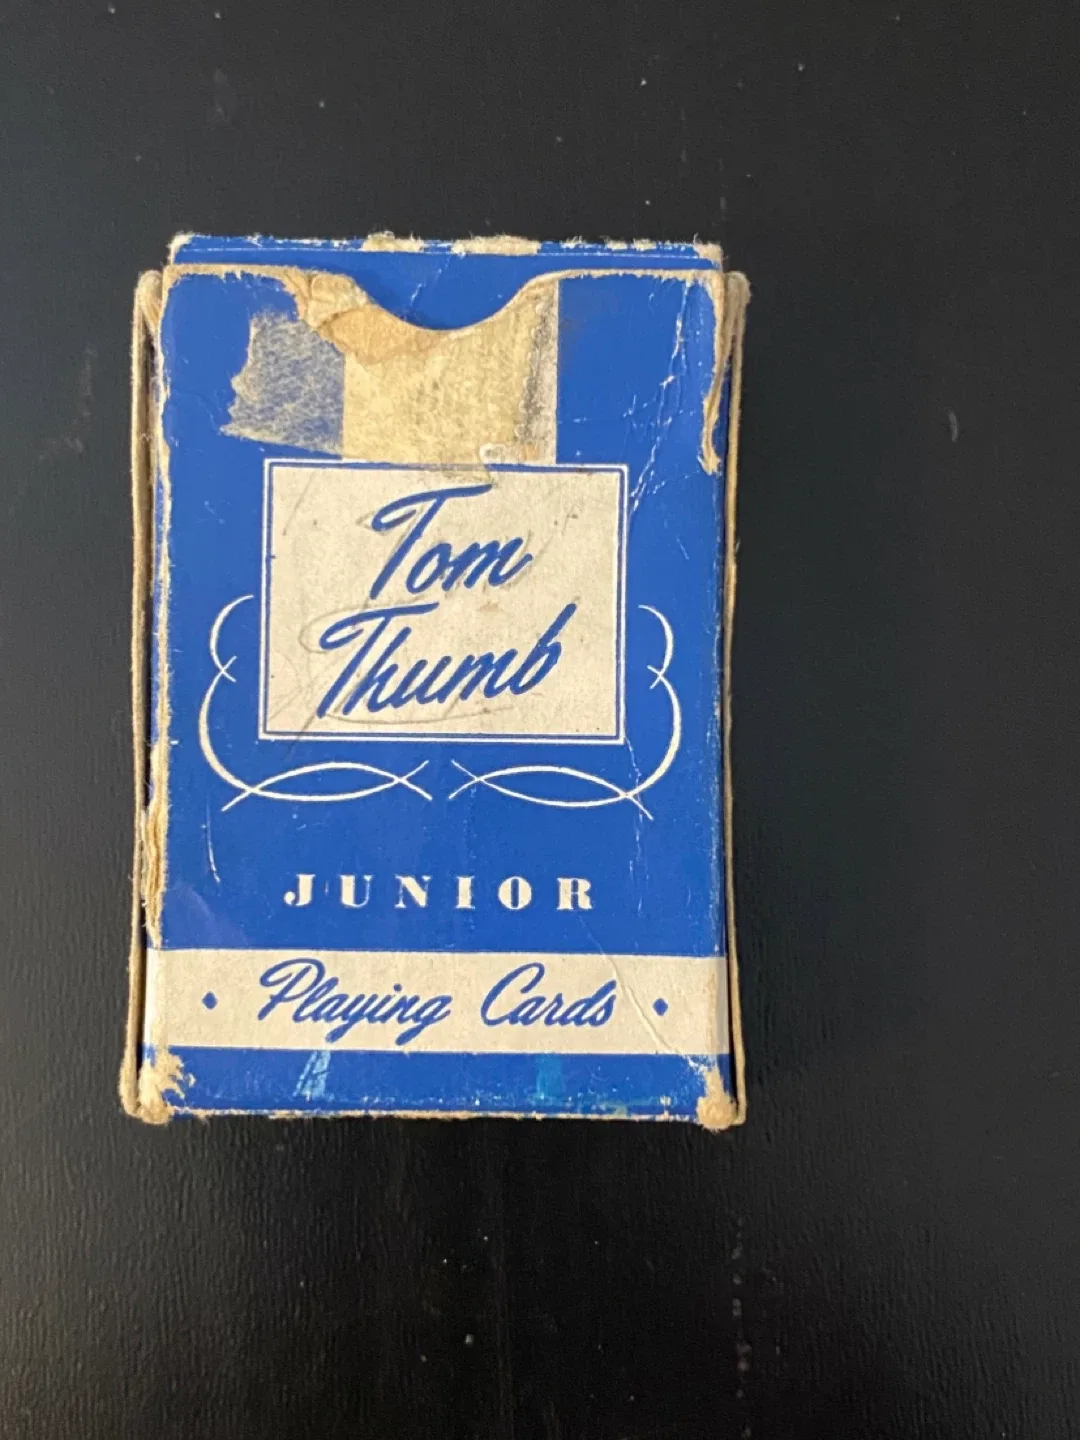 Tom
Thumb
JUNIOR
Playing Cards